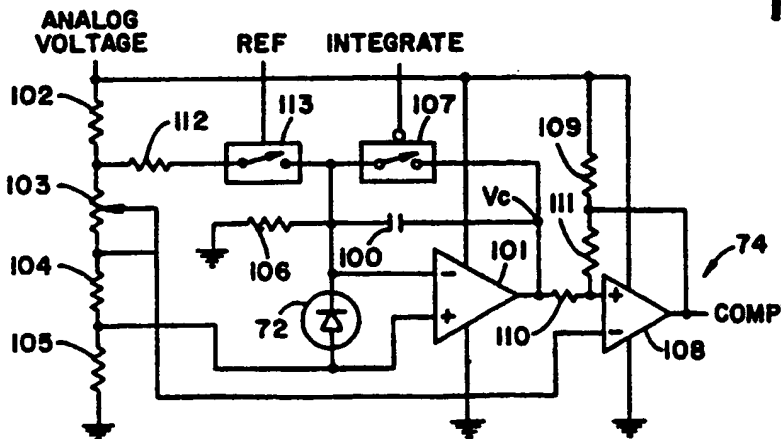 ANALOG
VOLTAGE
REF
INTEGRATE
102
112
113
107
109
103
Vc
111
74
106
100
101
104
72
COMP
105
110
108